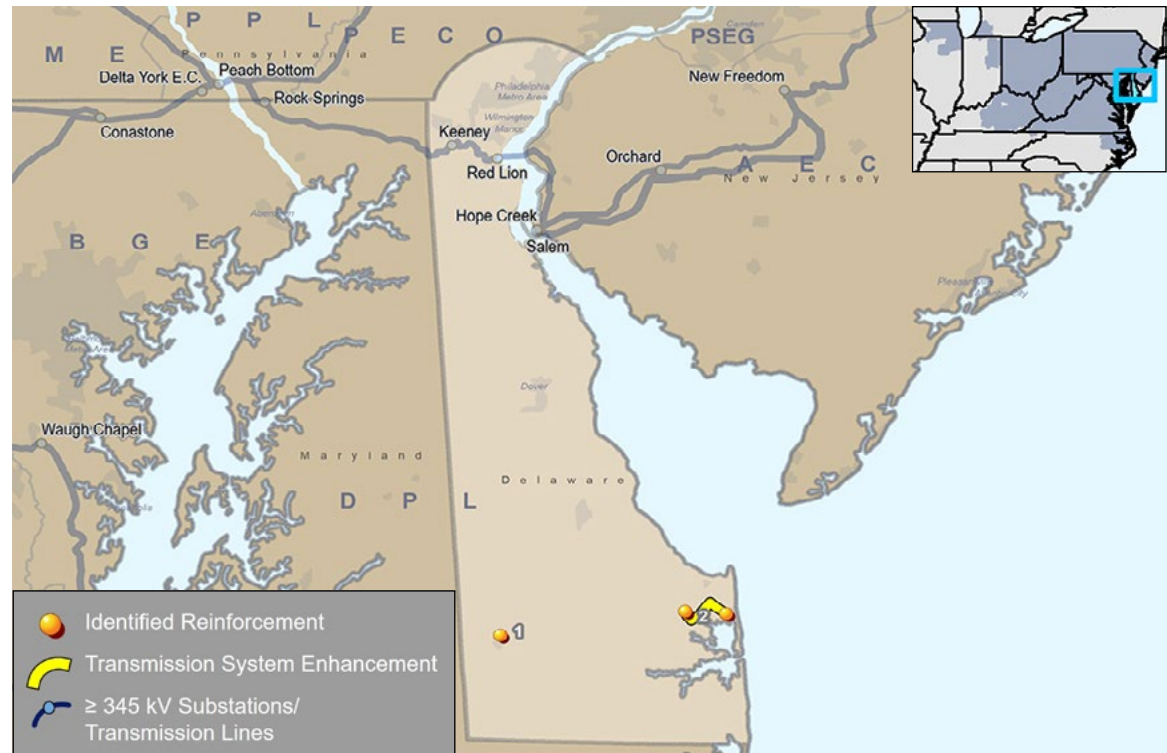 P P L
P E C O
M E
Pennsylvania
PSEG
Camden
Delta York E.C.
Peach Bottom
Rock Springs
Conastone
Philadelphia
Metro Area
Wilmington
Keeney
Red Lion
New Freedom
Orchard
A E C
New Jersey
Hope Creek
Salem
Aberdeen
B G E
Dover
Waugh Chapel
Maryland
Delaware
D P L
1
2
Identified Reinforcement
Transmission System Enhancement
≥ 345 kV Substations/
Transmission Lines